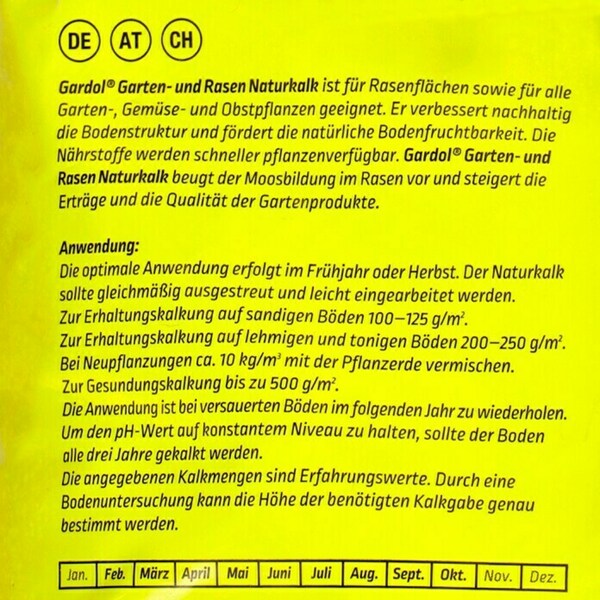 DE AT CH
Gardol® Garten- und Rasen Naturkalk ist für Rasenflächen sowie für alle
Garten-, Gemüse- und Obstpflanzen geeignet. Er verbessert nachhaltig
die Bodenstruktur und fördert die natürliche Bodenfruchtbarkeit. Die
Nährstoffe werden schneller pflanzenverfügbar. Gardol® Garten- und
Rasen Naturkalk beugt der Moosbildung im Rasen vor und steigert die
Erträge und die Qualität der Gartenprodukte.
Anwendung:
Die optimale Anwendung erfolgt im Frühjahr oder Herbst. Der Naturkalk
sollte gleichmäßig ausgestreut und leicht eingearbeitet werden.
Zur Erhaltungskalkung auf sandigen Böden 100–125 g/m².
Zur Erhaltungskalkung auf lehmigen und tonigen Böden 200–250 g/m².
Bei Neupflanzungen ca. 10 kg/m³ mit der Pflanzerde vermischen.
Zur Gesundungskalkung bis zu 500 g/m².
Die Anwendung ist bei versauerten Böden im folgenden Jahr zu wiederholen.
Um den pH-Wert auf konstantem Niveau zu halten, sollte der Boden
alle drei Jahre gekalkt werden.
Die angegebenen Kalkmengen sind Erfahrungswerte. Durch eine
Bodenuntersuchung kann die Höhe der benötigten Kalkgabe genau
bestimmt werden.
Jan. Feb. März April Mai Juni Juli Aug. Sept. Okt. Nov. Dez.